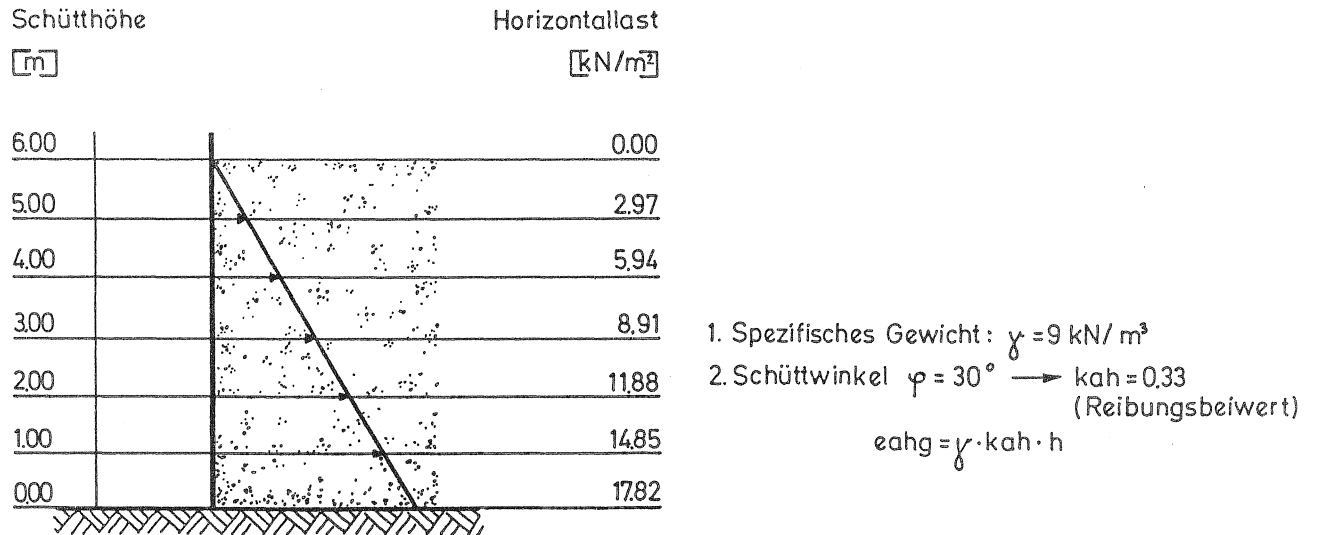 Schütthöhe Horizontallast
[m] [kN/m²]
6.00 0.00
5.00 2.97
4.00 5.94
3.00 8.91
2.00 11.88
1.00 14.85
0.00 17.82
1. Spezifisches Gewicht: γ = 9 kN/m³
2. Schüttwinkel φ = 30° → kah = 0.33
(Reibungsbeiwert)
eahg = γ · kah · h